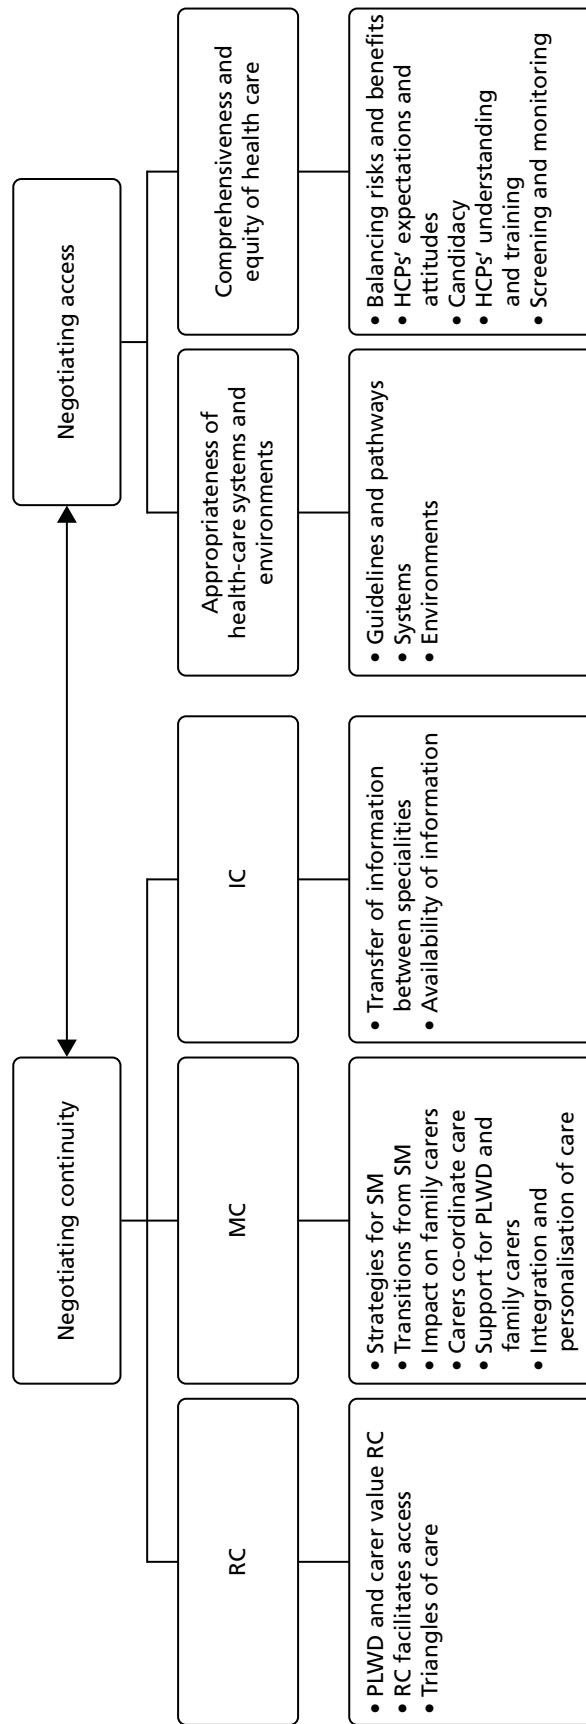 Negotiating continuity
Negotiating access
RC
MC
IC
Appropriateness of
health-care systems and
environments
Comprehensiveness and
equity of health care
• PLWD and carer value RC
• RC facilitates access
• Triangles of care
• Strategies for SM
• Transitions from SM
• Impact on family carers
• Carers co-ordinate care
• Support for PLWD and
family carers
• Integration and
personalisation of care
• Transfer of information
between specialities
• Availability of information
• Guidelines and pathways
• Systems
• Environments
• Balancing risks and benefits
• HCPs’ expectations and
attitudes
• Candidacy
• HCPs’ understanding
and training
• Screening and monitoring